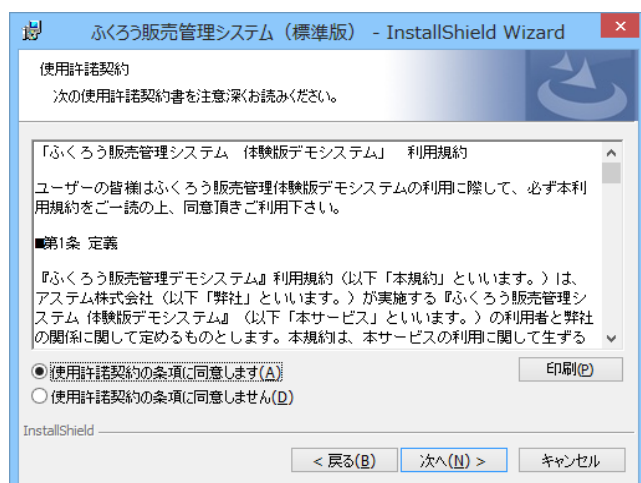 ふくろう販売管理システム（標準版） - InstallShield Wizard
使用許諾契約
次の使用許諾契約書を注意深くお読みください。
「ふくろう販売管理システム　体験版デモシステム」　利用規約
ユーザーの皆様はふくろう販売管理体験版デモシステムの利用に際して、必ず本利
用規約をご一読の上、同意頂きご利用下さい。
■第1条 定義
『ふくろう販売管理デモシステム』利用規約（以下「本規約」といいます。）は、
アステム株式会社（以下「弊社」といいます。）が実施する『ふくろう販売管理シ
ステム 体験版デモシステム』（以下「本サービス」といいます。）の利用者と弊社
の関係に関して定めるものとします。本規約は、本サービスの利用に関して生ずる
使用許諾契約の条項に同意します(A)
印刷(P)
使用許諾契約の条項に同意しません(D)
InstallShield
< 戻る(B)
次へ(N) >
キャンセル